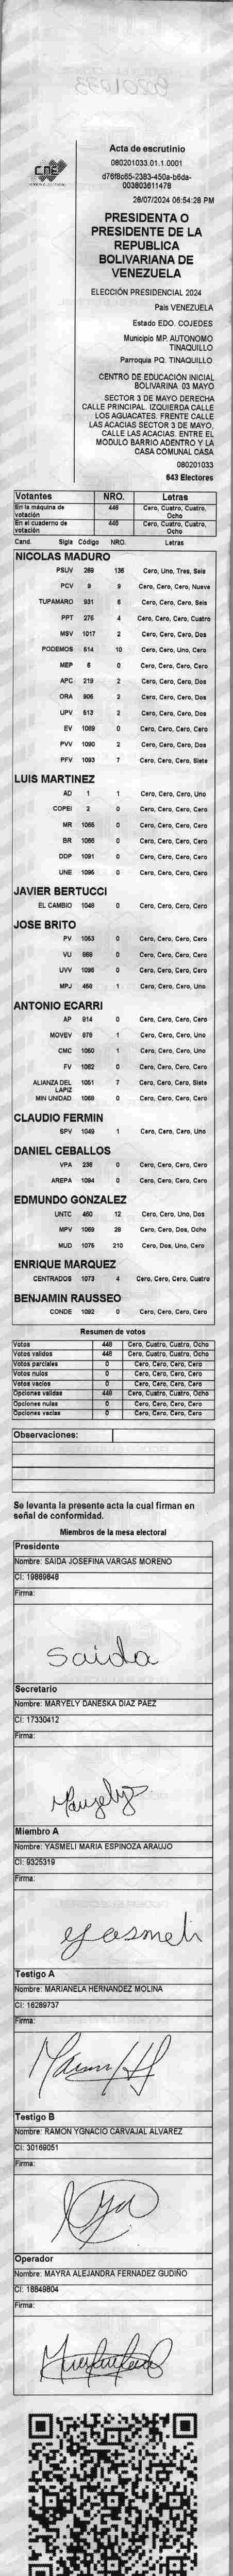 080201033
CNE
Acta de escrutinio
080201033.01.1.0001
d76f8c65-2383-450a-b6da-
003803611478
28/07/2024 06:54:28 PM
PRESIDENTA O
PRESIDENTE DE LA
REPUBLICA
BOLIVARIANA DE
VENEZUELA
ELECCIÓN PRESIDENCIAL 2024
Pais VENEZUELA
Estado EDO. COJEDES
Municipio MP. AUTONOMO
TINAQUILLO
Parroquia PQ. TINAQUILLO
CENTRO DE EDUCACIÓN INICIAL
BOLIVARINA 03 MAYO
SECTOR 3 DE MAYO DERECHA
CALLE PRINCIPAL. IZQUIERDA CALLE
LOS AGUACATES. FRENTE CALLE
LAS ACACIAS SECTOR 3 DE MAYO,
CALLE LAS ACACIAS. ENTRE EL
MODULO BARRIO ADENTRO Y LA
CASA COMUNAL CASA
080201033
643 Electores
Votantes NRO. Letras
En la máquina de votación 448 Cero, Cuatro, Cuatro, Ocho
En el cuaderno de votación 448 Cero, Cuatro, Cuatro, Ocho
Cand. Sigla Código NRO. Letras
NICOLAS MADURO
PSUV 269 136 Cero, Uno, Tres, Seis
PCV 9 9 Cero, Cero, Cero, Nueve
TUPAMARO 931 6 Cero, Cero, Cero, Seis
PPT 276 4 Cero, Cero, Cero, Cuatro
MSV 1017 2 Cero, Cero, Cero, Dos
PODEMOS 514 10 Cero, Cero, Uno, Cero
MEP 6 0 Cero, Cero, Cero, Cero
APC 219 2 Cero, Cero, Cero, Dos
ORA 906 2 Cero, Cero, Cero, Dos
UPV 513 2 Cero, Cero, Cero, Dos
EV 1089 0 Cero, Cero, Cero, Cero
PVV 1090 2 Cero, Cero, Cero, Dos
PFV 1093 7 Cero, Cero, Cero, Siete
LUIS MARTINEZ
AD 1 1 Cero, Cero, Cero, Uno
COPEI 2 0 Cero, Cero, Cero, Cero
MR 1065 0 Cero, Cero, Cero, Cero
BR 1066 0 Cero, Cero, Cero, Cero
DDP 1091 0 Cero, Cero, Cero, Cero
UNE 1095 0 Cero, Cero, Cero, Cero
JAVIER BERTUCCI
EL CAMBIO 1048 0 Cero, Cero, Cero, Cero
JOSE BRITO
PV 1053 0 Cero, Cero, Cero, Cero
VU 868 0 Cero, Cero, Cero, Cero
UVV 1096 0 Cero, Cero, Cero, Cero
MPJ 458 1 Cero, Cero, Cero, Uno
ANTONIO ECARRI
AP 914 0 Cero, Cero, Cero, Cero
MOVEV 878 1 Cero, Cero, Cero, Uno
CMC 1050 1 Cero, Cero, Cero, Uno
FV 1062 0 Cero, Cero, Cero, Cero
ALIANZA DEL LAPIZ 1051 7 Cero, Cero, Cero, Siete
MIN UNIDAD 1068 0 Cero, Cero, Cero, Cero
CLAUDIO FERMIN
SPV 1049 1 Cero, Cero, Cero, Uno
DANIEL CEBALLOS
VPA 236 0 Cero, Cero, Cero, Cero
AREPA 1094 0 Cero, Cero, Cero, Cero
EDMUNDO GONZALEZ
UNTC 460 12 Cero, Cero, Uno, Dos
MPV 1069 28 Cero, Cero, Dos, Ocho
MUD 1075 210 Cero, Dos, Uno, Cero
ENRIQUE MARQUEZ
CENTRADOS 1073 4 Cero, Cero, Cero, Cuatro
BENJAMIN RAUSSEO
CONDE 1092 0 Cero, Cero, Cero, Cero
Resumen de votos
Votos 448 Cero, Cuatro, Cuatro, Ocho
Votos validos 448 Cero, Cuatro, Cuatro, Ocho
Votos parciales 0 Cero, Cero, Cero, Cero
Votos nulos 0 Cero, Cero, Cero, Cero
Votos vacios 0 Cero, Cero, Cero, Cero
Opciones validas 448 Cero, Cuatro, Cuatro, Ocho
Opciones nulas 0 Cero, Cero, Cero, Cero
Opciones vacias 0 Cero, Cero, Cero, Cero
Observaciones:
Se levanta la presente acta la cual firman en
señal de conformidad.
Miembros de la mesa electoral
Presidente
Nombre: SAIDA JOSEFINA VARGAS MORENO
CI: 19889848
Firma:
Saida
Secretario
Nombre: MARYELY DANESKA DIAZ PAEZ
CI: 17330412
Firma:
Miembro A
Nombre: YASMELI MARIA ESPINOZA ARAUJO
CI: 9325319
Firma:
Yasmeli
Testigo A
Nombre: MARIANELA HERNANDEZ MOLINA
CI: 16289737
Firma:
Testigo B
Nombre: RAMON YGNACIO CARVAJAL ALVAREZ
CI: 30169051
Firma:
Operador
Nombre: MAYRA ALEJANDRA FERNADEZ GUDIÑO
CI: 18849804
Firma: